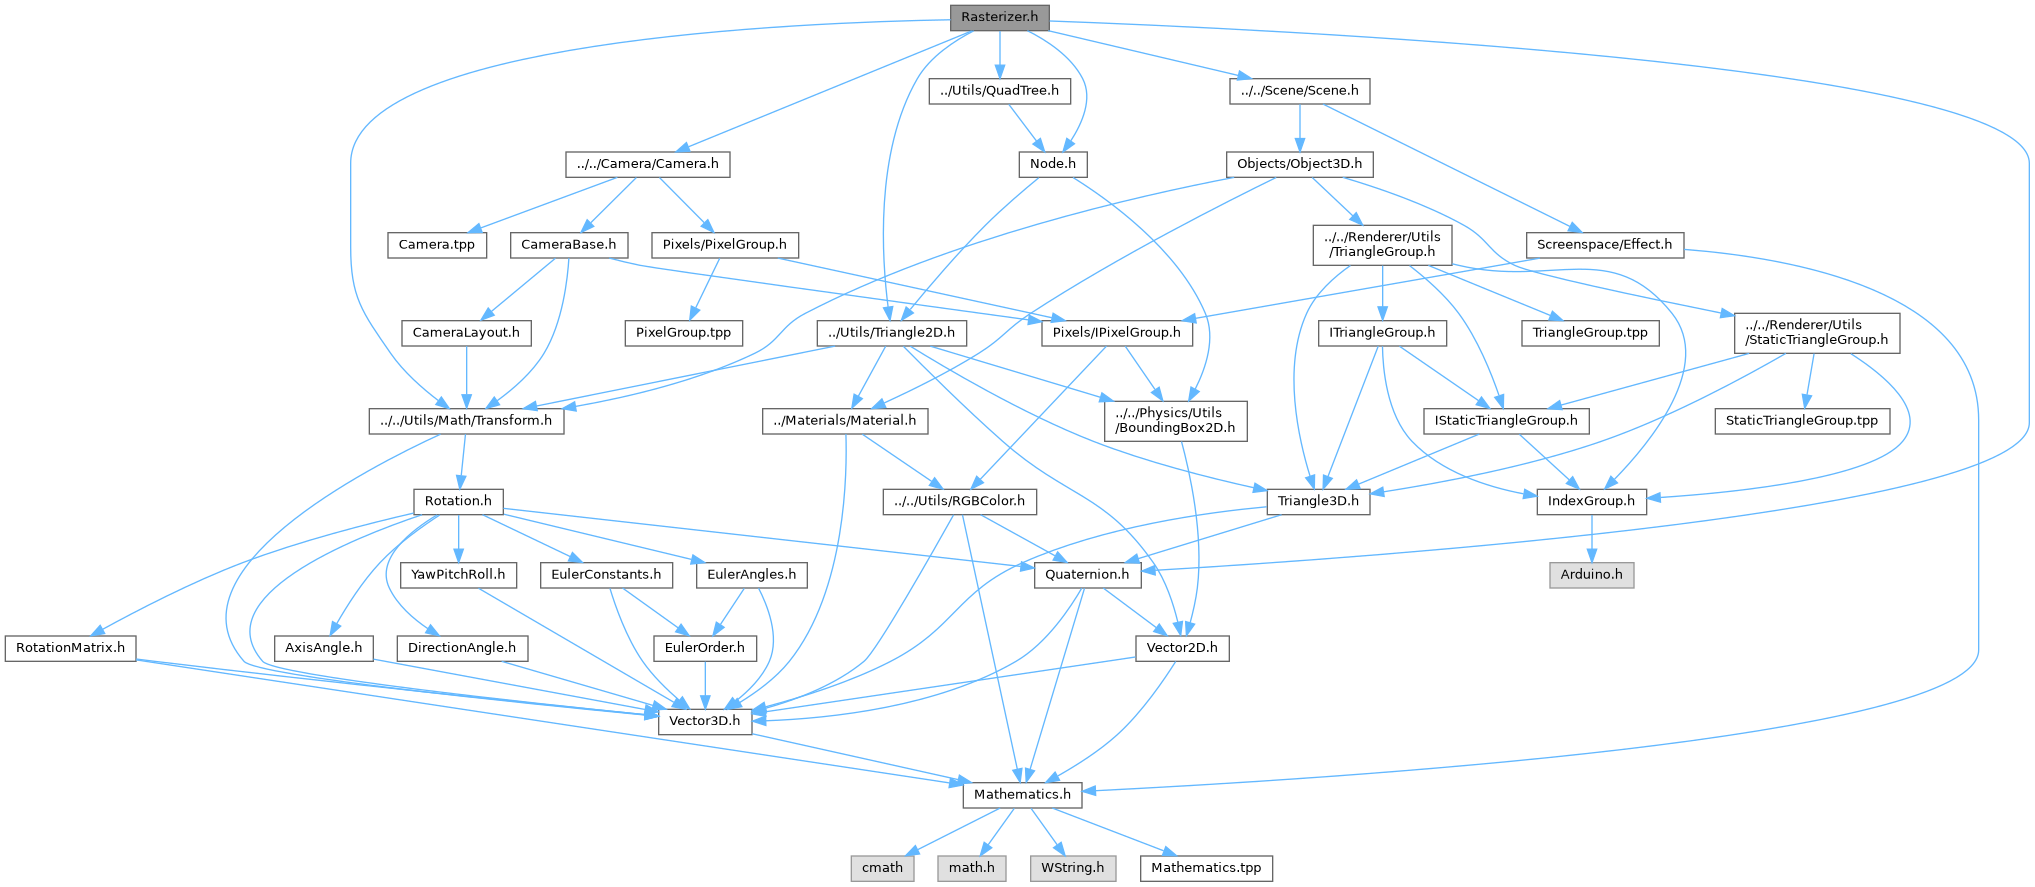 Rasterizer.h
../Utils/QuadTree.h
../../Scene/Scene.h
../../Camera/Camera.h
Node.h
Objects/Object3D.h
Camera.tpp
CameraBase.h
Pixels/PixelGroup.h
../../Renderer/Utils
/TriangleGroup.h
Screenspace/Effect.h
CameraLayout.h
PixelGroup.tpp
../Utils/Triangle2D.h
Pixels/IPixelGroup.h
ITriangleGroup.h
TriangleGroup.tpp
../../Renderer/Utils
/StaticTriangleGroup.h
../../Utils/Math/Transform.h
../Materials/Material.h
../../Physics/Utils
/BoundingBox2D.h
IStaticTriangleGroup.h
StaticTriangleGroup.tpp
Rotation.h
../../Utils/RGBColor.h
Triangle3D.h
IndexGroup.h
YawPitchRoll.h
EulerConstants.h
EulerAngles.h
Quaternion.h
Arduino.h
RotationMatrix.h
AxisAngle.h
DirectionAngle.h
EulerOrder.h
Vector2D.h
Vector3D.h
Mathematics.h
cmath
math.h
WString.h
Mathematics.tpp